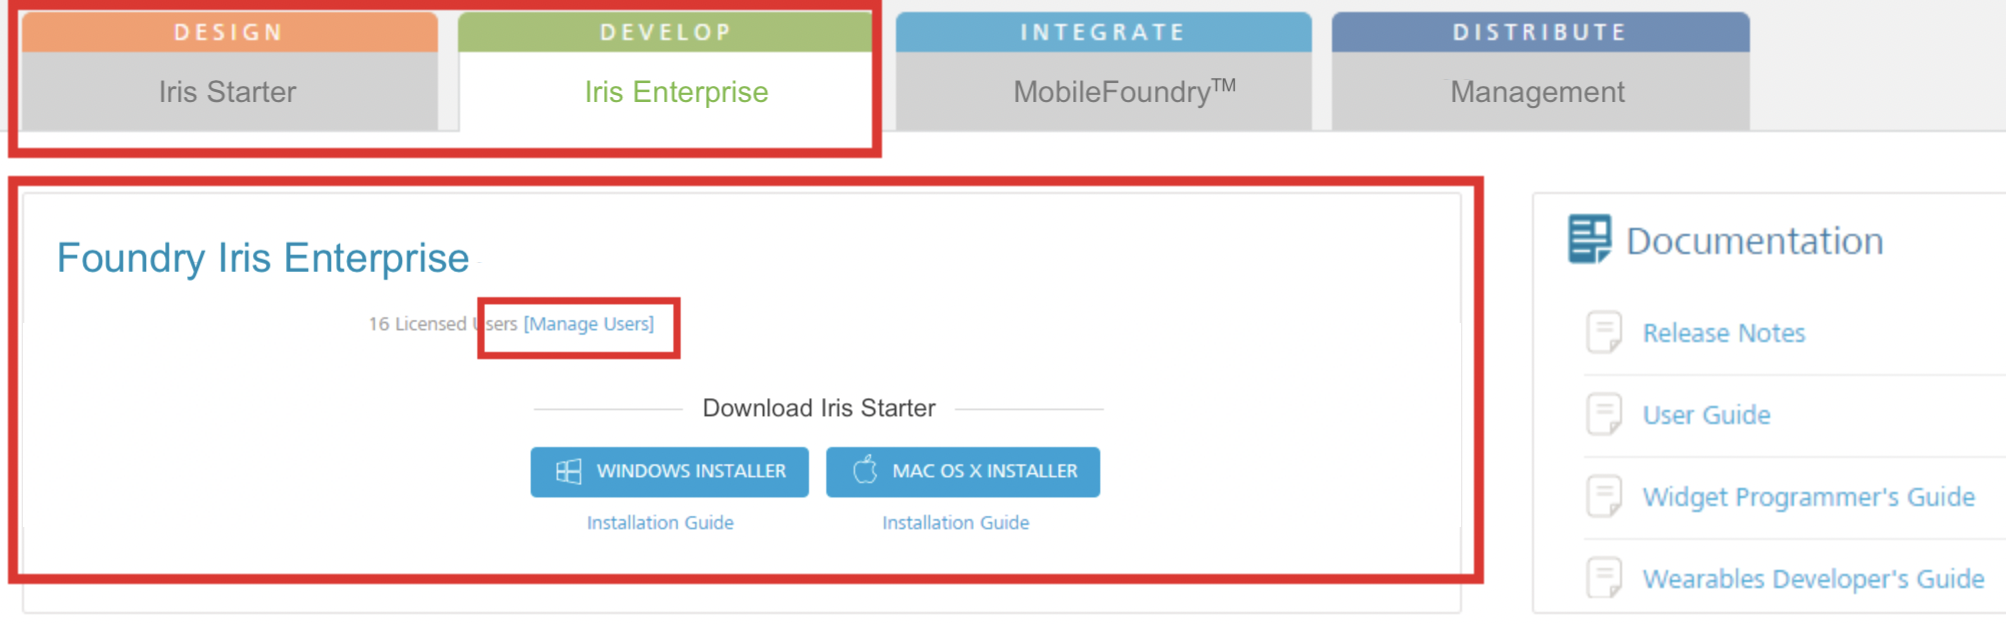 DESIGN
DEVELOP
INTEGRATE
DISTRIBUTE
Iris Starter
Iris Enterprise
MobileFoundry™
Management
Foundry Iris Enterprise
16 Licensed Users [Manage Users]
Download Iris Starter
WINDOWS INSTALLER
MAC OS X INSTALLER
Installation Guide
Installation Guide
Documentation
Release Notes
User Guide
Widget Programmer's Guide
Wearables Developer's Guide